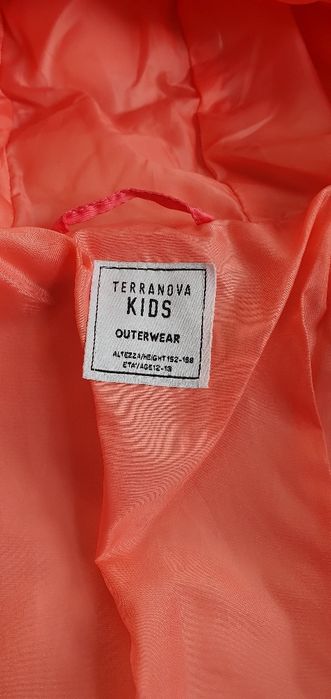 TERRANOVA
KIDS
OUTERWEAR
ALTEZZA/HEIGHT 152-158
ETA'/AGE 12-13